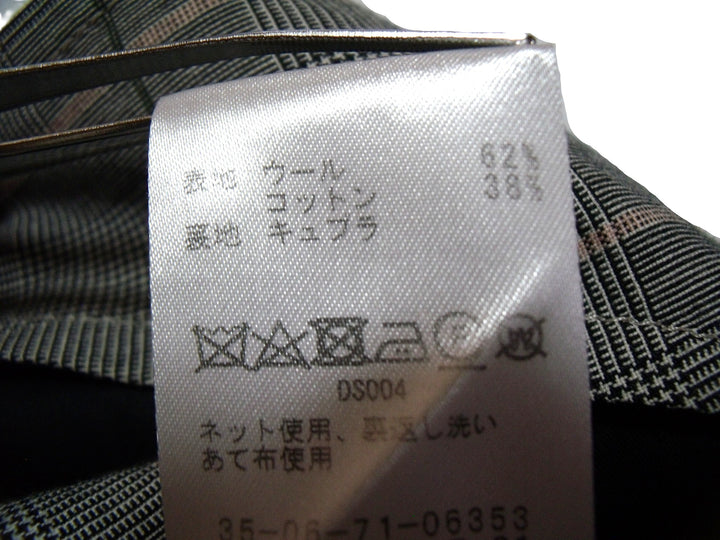 表地 ウール 62%
コットン 38%
裏地 キュプラ
DS004
ネット使用、裏返し洗い
あて布使用
35-06-71-06353